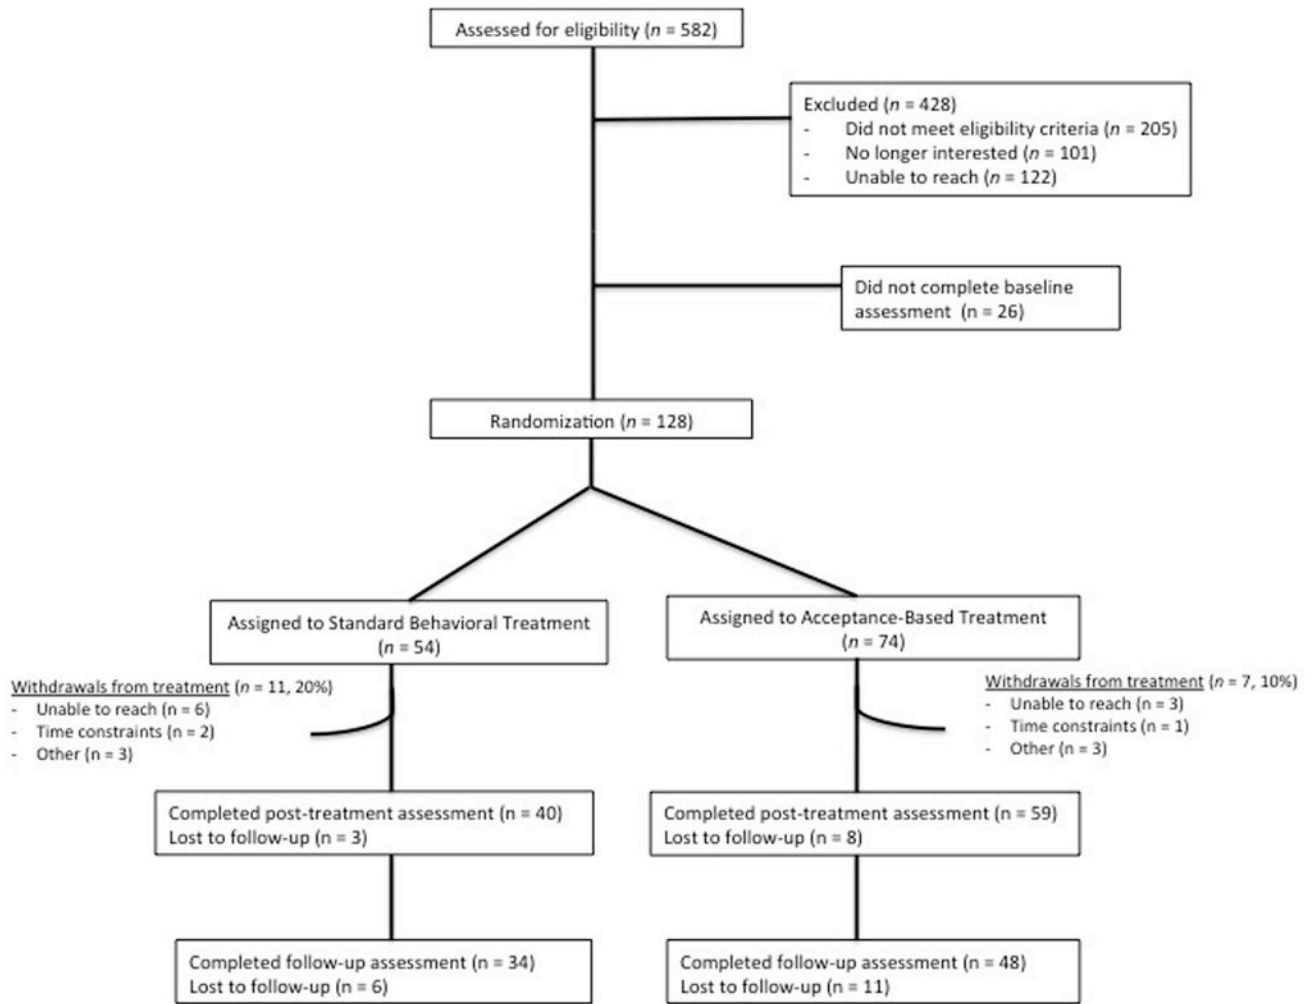 Assessed for eligibility (n = 582)
Excluded (n = 428)
- Did not meet eligibility criteria (n = 205)
- No longer interested (n = 101)
- Unable to reach (n = 122)
Did not complete baseline
assessment (n = 26)
Randomization (n = 128)
Assigned to Standard Behavioral Treatment
(n = 54)
Assigned to Acceptance-Based Treatment
(n = 74)
Withdrawals from treatment (n = 11, 20%)
- Unable to reach (n = 6)
- Time constraints (n = 2)
- Other (n = 3)
Withdrawals from treatment (n = 7, 10%)
- Unable to reach (n = 3)
- Time constraints (n = 1)
- Other (n = 3)
Completed post-treatment assessment (n = 40)
Lost to follow-up (n = 3)
Completed post-treatment assessment (n = 59)
Lost to follow-up (n = 8)
Completed follow-up assessment (n = 34)
Lost to follow-up (n = 6)
Completed follow-up assessment (n = 48)
Lost to follow-up (n = 11)